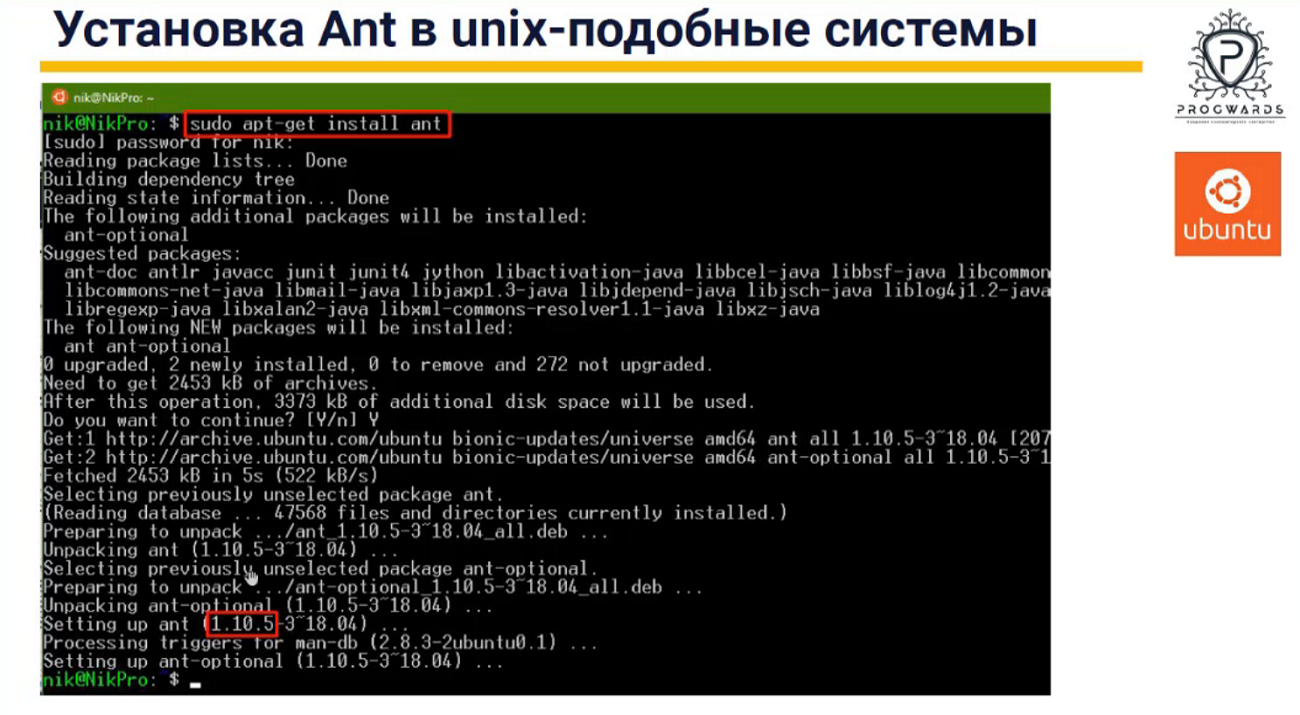 Установка Ant в unix-подобные системы
PROGWARDS
ubuntu
nik@NikPro: ~
nik@NikPro:~$ sudo apt-get install ant
[sudo] password for nik:
Reading package lists... Done
Building dependency tree
Reading state information... Done
The following additional packages will be installed:
ant-optional
Suggested packages:
ant-doc antlr javacc junit junit4 jython libactivation-java libbcel-java libbsf-java libcommon
libcommons-net-java libmail-java libjaxp1.3-java libjdepend-java libjsch-java liblog4j1.2-java
libregexp-java libxalan2-java libxml-commons-resolver1.1-java libxz-java
The following NEW packages will be installed:
ant ant-optional
0 upgraded, 2 newly installed, 0 to remove and 272 not upgraded.
Need to get 2453 kB of archives.
After this operation, 3373 kB of additional disk space will be used.
Do you want to continue? [Y/n] Y
Get:1 http://archive.ubuntu.com/ubuntu bionic-updates/universe amd64 ant all 1.10.5-3~18.04 [207
Get:2 http://archive.ubuntu.com/ubuntu bionic-updates/universe amd64 ant-optional all 1.10.5-3~1
Fetched 2453 kB in 5s (522 kB/s)
Selecting previously unselected package ant.
(Reading database ... 47568 files and directories currently installed.)
Preparing to unpack .../ant_1.10.5-3~18.04_all.deb ...
Unpacking ant (1.10.5-3~18.04) ...
Selecting previously unselected package ant-optional.
Preparing to unpack .../ant-optional_1.10.5-3~18.04_all.deb ...
Unpacking ant-optional (1.10.5-3~18.04) ...
Setting up ant (1.10.5-3~18.04) ...
Processing triggers for man-db (2.8.3-2ubuntu0.1) ...
Setting up ant-optional (1.10.5-3~18.04) ...
nik@NikPro:~$